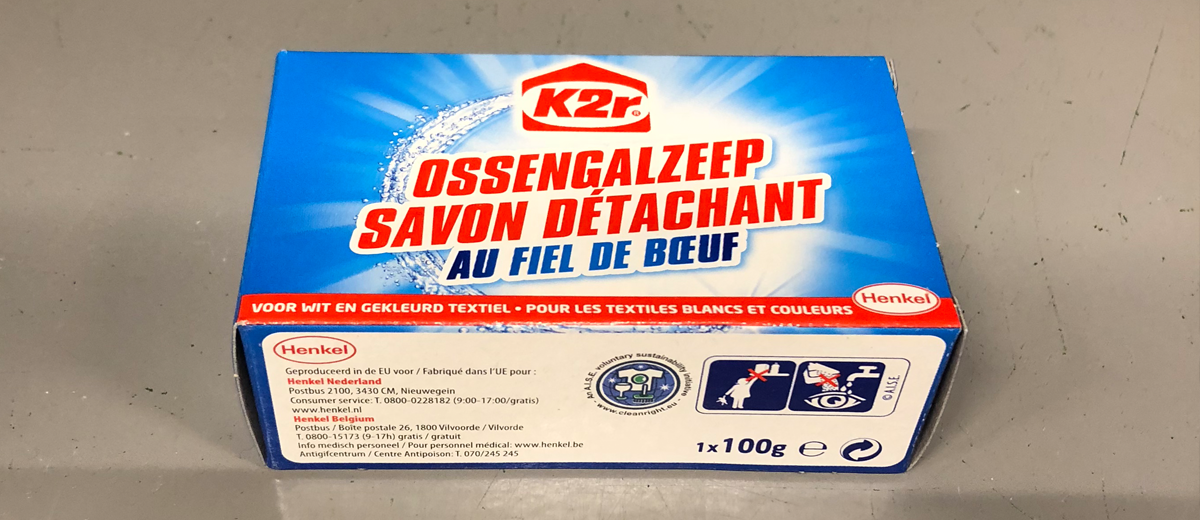 K2r®
OSSENGALZEEP
SAVON DÉTACHANT
AU FIEL DE BŒUF
VOOR WIT EN GEKLEURD TEXTIEL • POUR LES TEXTILES BLANCS ET COULEURS
Henkel
Henkel
Geproduceerd in de EU voor / Fabriqué dans l'UE pour :
Henkel Nederland
Postbus 2100, 3430 CM, Nieuwegein
Consumer service: T. 0800-0228182 (9:00-17:00/gratis)
www.henkel.nl
Henkel Belgium
Postbus / Boîte postale 26, 1800 Vilvoorde / Vilvorde
T. 0800-15173 (9-17h) gratis / gratuit
Info medisch personeel / Pour personnel médical: www.henkel.be
Antigifcentrum / Centre Antipoison: T. 070/245 245
An A.I.S.E. voluntary sustainability initiative
- www.cleanright.eu -
© A.I.S.E.
1x100g ℮